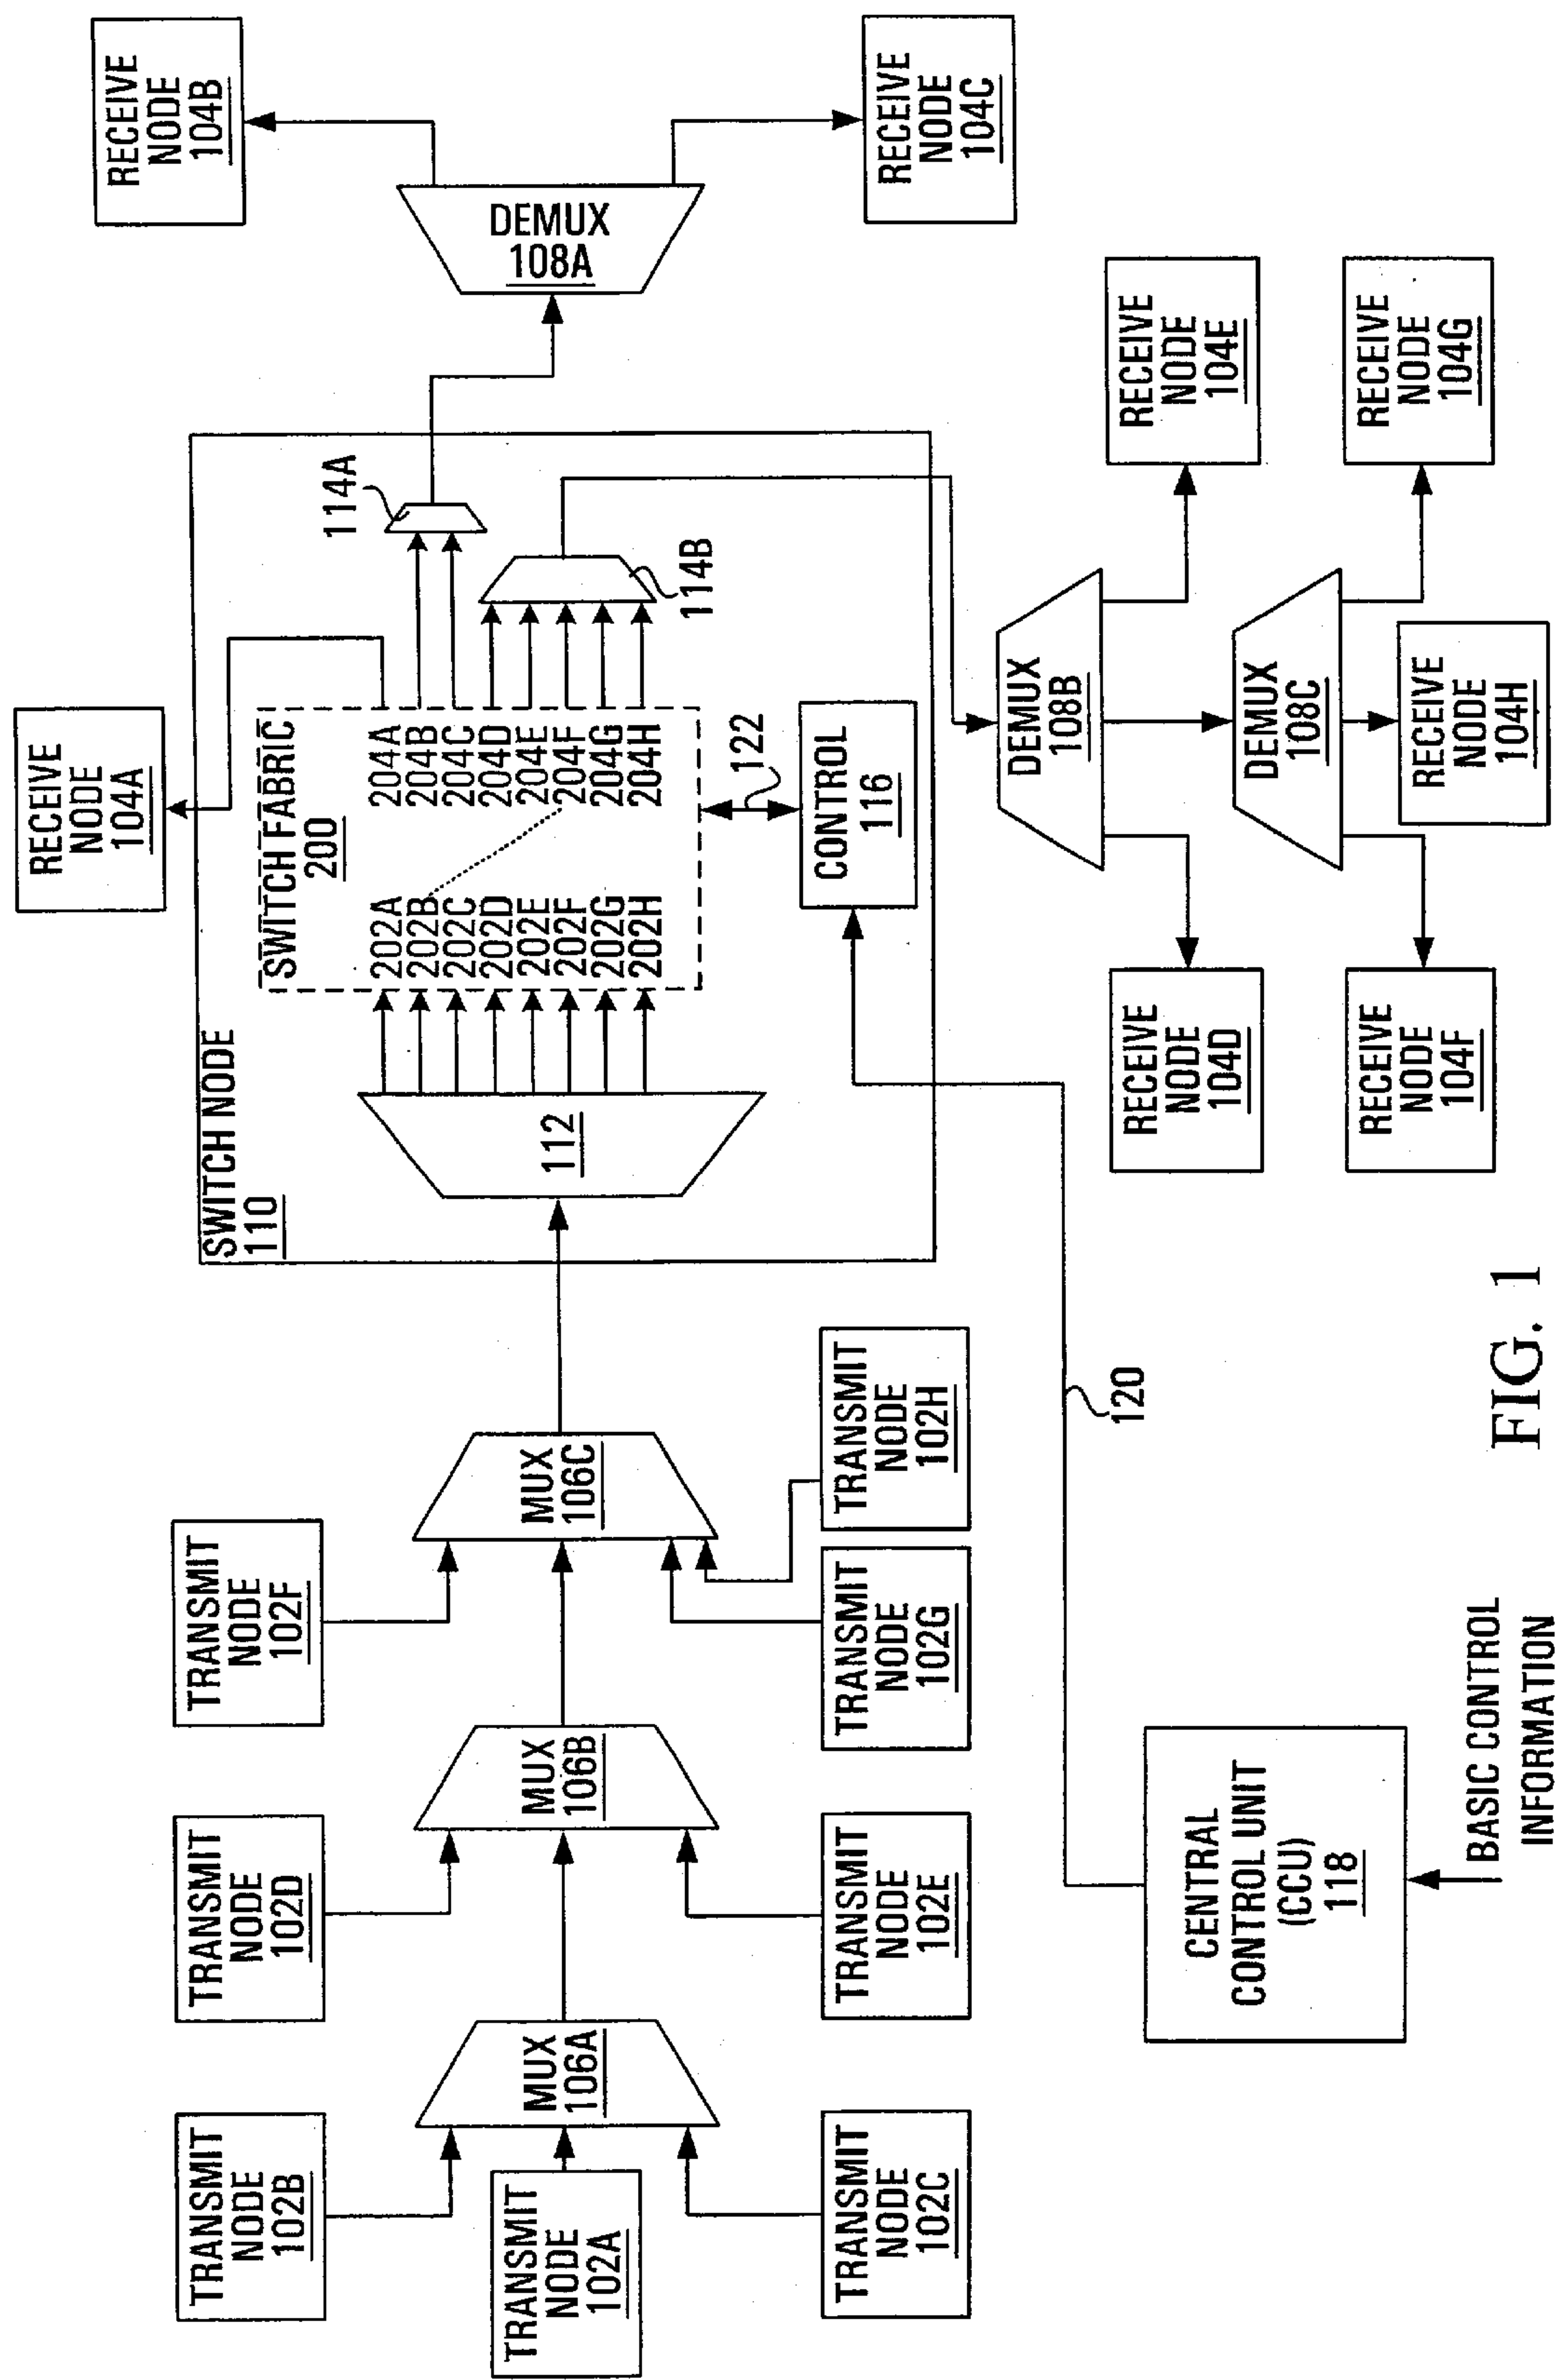 TRANSMIT
NODE
102B
TRANSMIT
NODE
102A
TRANSMIT
NODE
102C
MUX
106A
TRANSMIT
NODE
102D
TRANSMIT
NODE
102E
MUX
106B
TRANSMIT
NODE
102F
TRANSMIT
NODE
102G
TRANSMIT
NODE
102H
MUX
106C
SWITCH NODE
110
112
SWITCH FABRIC
200
202A
202B
202C
202D
202E
202F
202G
202H
204A
204B
204C
204D
204E
204F
204G
204H
114A
114B
122
CONTROL
116
RECEIVE
NODE
104A
DEMUX
108A
RECEIVE
NODE
104B
RECEIVE
NODE
104C
DEMUX
108B
RECEIVE
NODE
104D
RECEIVE
NODE
104E
DEMUX
108C
RECEIVE
NODE
104F
RECEIVE
NODE
104H
RECEIVE
NODE
104G
120
CENTRAL
CONTROL UNIT
(CCU)
118
BASIC CONTROL
INFORMATION
FIG. 1